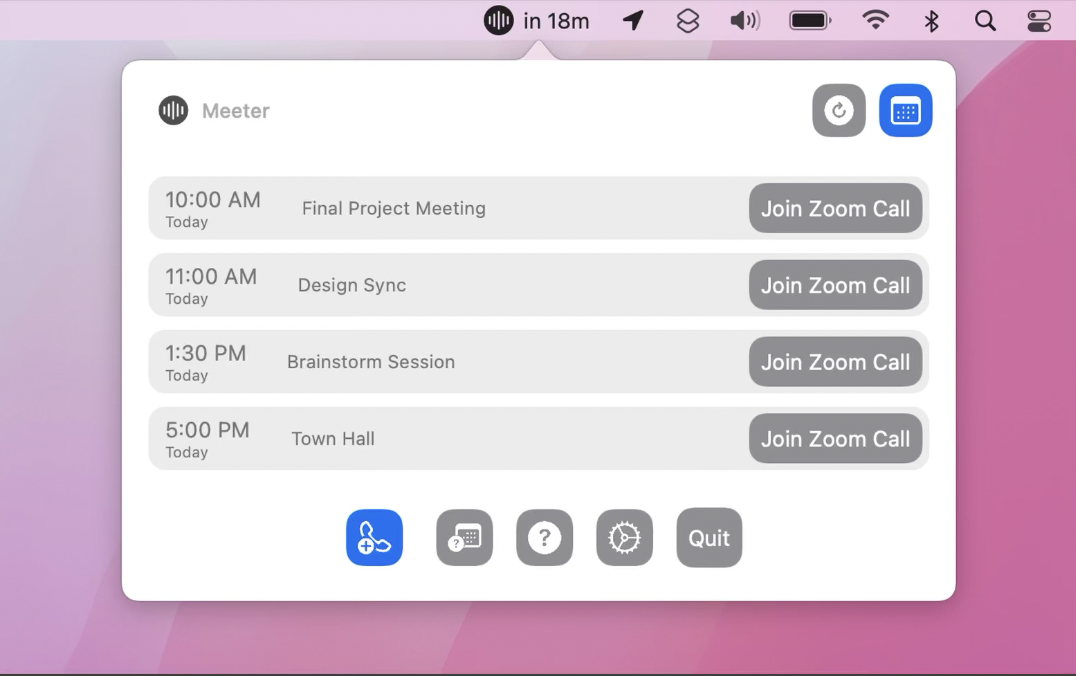 in 18m
Meeter
10:00 AM
Today
Final Project Meeting
Join Zoom Call
11:00 AM
Today
Design Sync
Join Zoom Call
1:30 PM
Today
Brainstorm Session
Join Zoom Call
5:00 PM
Today
Town Hall
Join Zoom Call
?
?
Quit